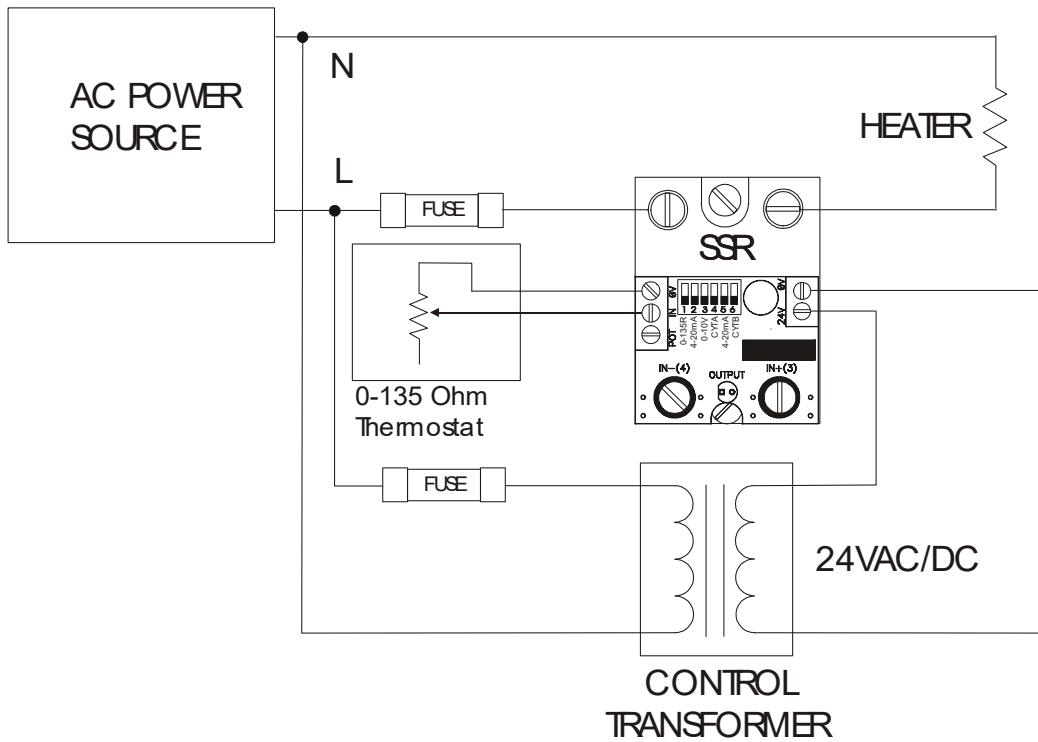 AC POWER
SOURCE
N
L
HEATER
FUSE
SSR
0-135 Ohm
Thermostat
0V
IN
POT
1 2 3 4 5 6
0-135R
4-20mA
0-10V
CYTA
4-20mA
CYTB
0V
24V
IN-(4)
OUTPUT
IN+(3)
FUSE
24VAC/DC
CONTROL
TRANSFORMER